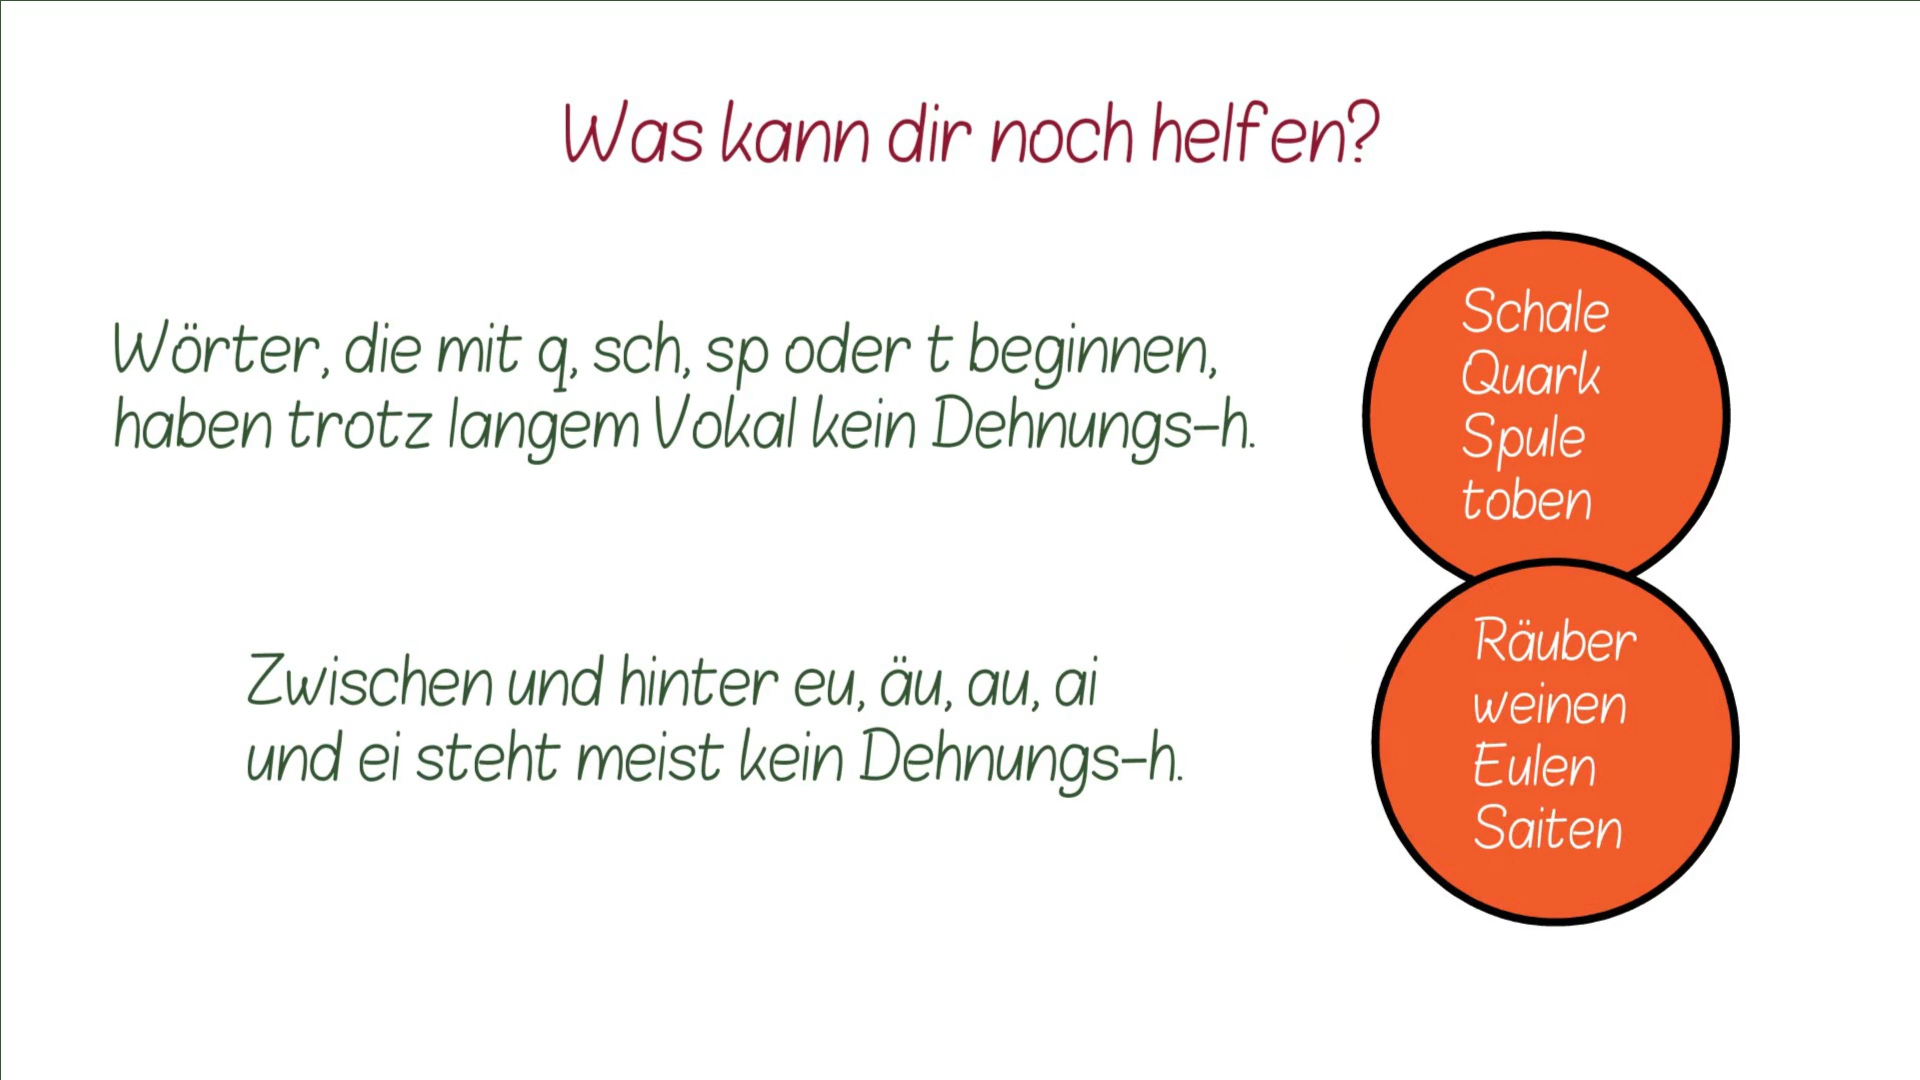 Was kann dir noch helfen?
Wörter, die mit q, sch, sp oder t beginnen,
haben trotz langem Vokal kein Dehnungs-h.
Schale
Quark
Spule
toben
Zwischen und hinter eu, äu, au, ai
und ei steht meist kein Dehnungs-h.
Räuber
weinen
Eulen
Saiten